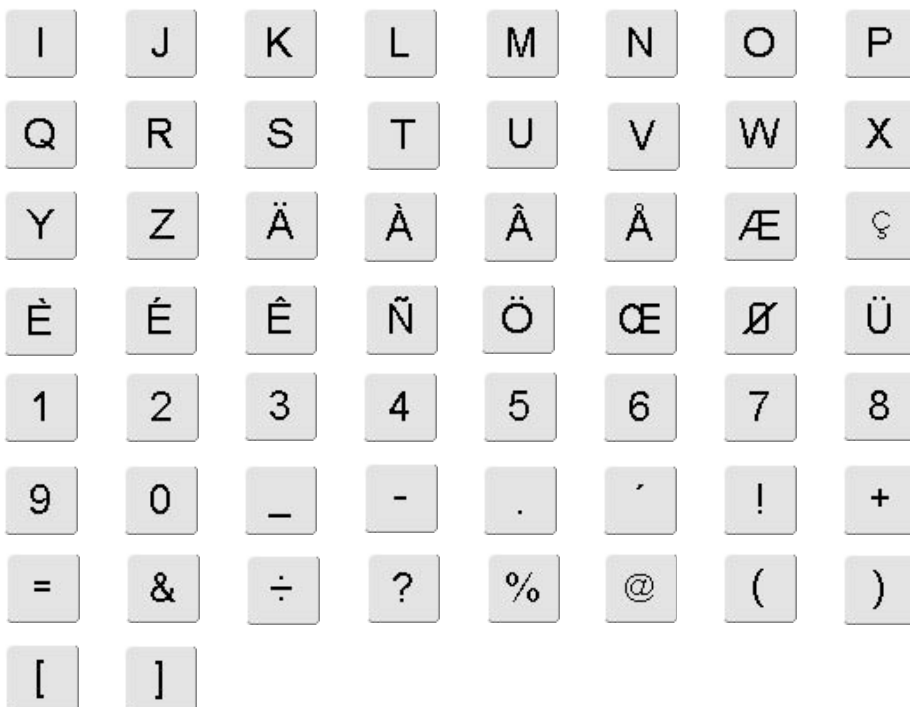 I J K L M N O P
Q R S T U V W X
Y Z Ä À Â Å Æ ç
È É Ê Ñ Ö Œ Ø Ü
1 2 3 4 5 6 7 8
9 0 _ - . ´ ! +
= & ÷ ? % @ ( )
[ ]